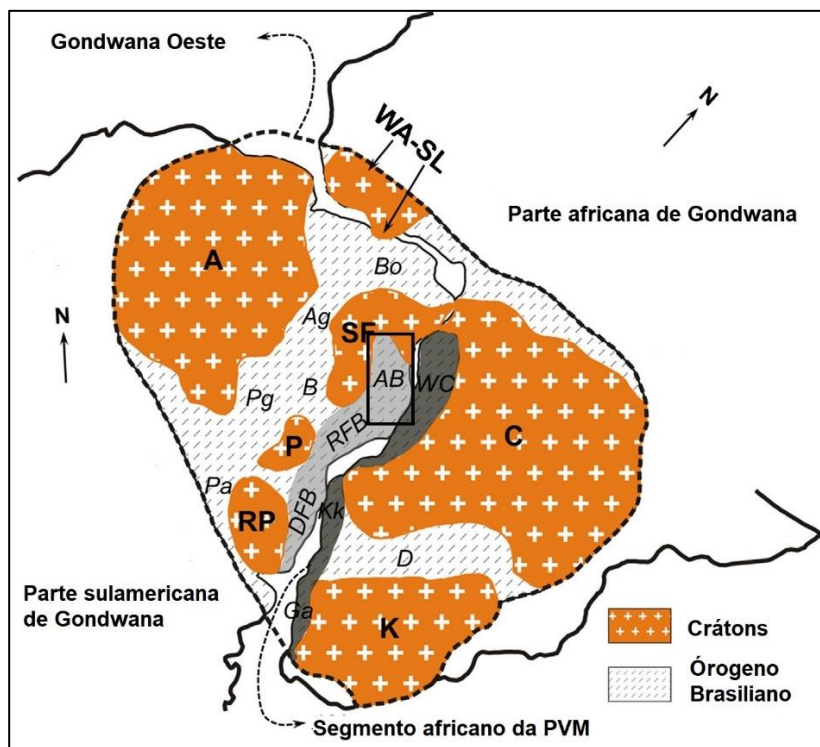 Gondwana Oeste
N
WA-SL
Parte africana de Gondwana
A
Bo
N
Ag
SF
AB
WC
B
Pg
C
RFB
P
Pa
DFB
Kk
RP
D
Parte sulamericana
de Gondwana
Ga
K
Crátons
Órogeno
Brasiliano
Segmento africano da PVM